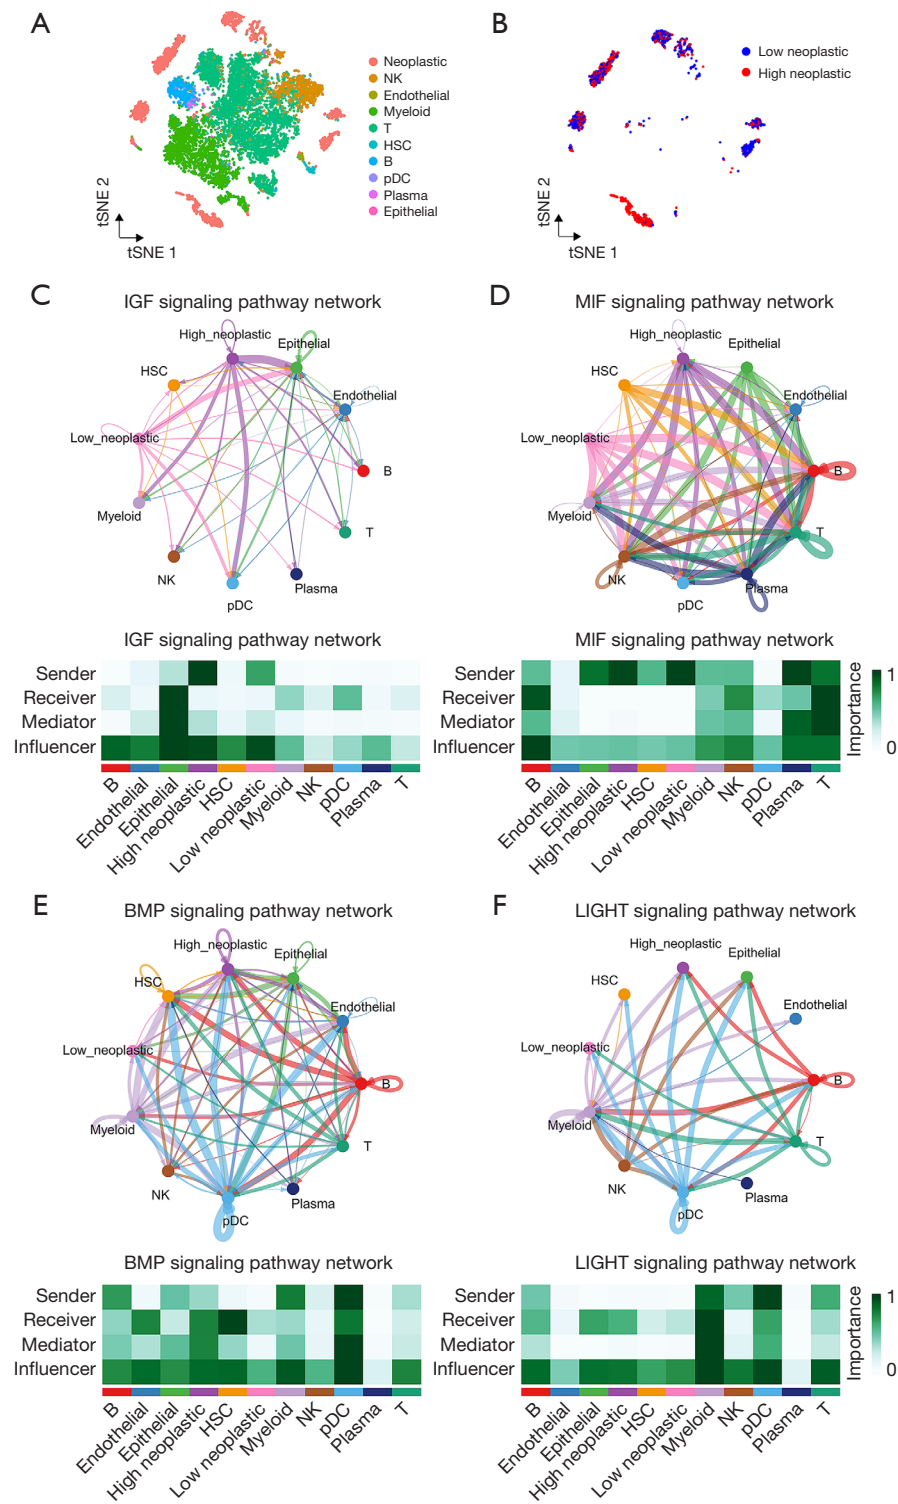 A
Neoplastic
NK
Endothelial
Myeloid
T
HSC
B
pDC
Plasma
Epithelial
tSNE 2
tSNE 1
B
Low neoplastic
High neoplastic
tSNE 2
tSNE 1
C
IGF signaling pathway network
High_neoplastic
Epithelial
HSC
Endothelial
Low_neoplastic
B
Myeloid
T
NK
Plasma
pDC
IGF signaling pathway network
Sender
Receiver
Mediator
Influencer
B
Endothelial
Epithelial
High neoplastic
HSC
Low neoplastic
Myeloid
NK
pDC
Plasma
T
D
MIF signaling pathway network
High_neoplastic
Epithelial
HSC
Endothelial
Low_neoplastic
B
Myeloid
T
NK
Plasma
pDC
MIF signaling pathway network
Sender
Receiver
Mediator
Influencer
B
Endothelial
Epithelial
High neoplastic
HSC
Low neoplastic
Myeloid
NK
pDC
Plasma
T
Importance
1
0
E
BMP signaling pathway network
High_neoplastic
Epithelial
HSC
Endothelial
Low_neoplastic
B
Myeloid
T
NK
Plasma
pDC
BMP signaling pathway network
Sender
Receiver
Mediator
Influencer
B
Endothelial
Epithelial
High neoplastic
HSC
Low neoplastic
Myeloid
NK
pDC
Plasma
T
F
LIGHT signaling pathway network
High_neoplastic
Epithelial
HSC
Endothelial
Low_neoplastic
B
Myeloid
T
NK
Plasma
pDC
LIGHT signaling pathway network
Sender
Receiver
Mediator
Influencer
B
Endothelial
Epithelial
High neoplastic
HSC
Low neoplastic
Myeloid
NK
pDC
Plasma
T
Importance
1
0